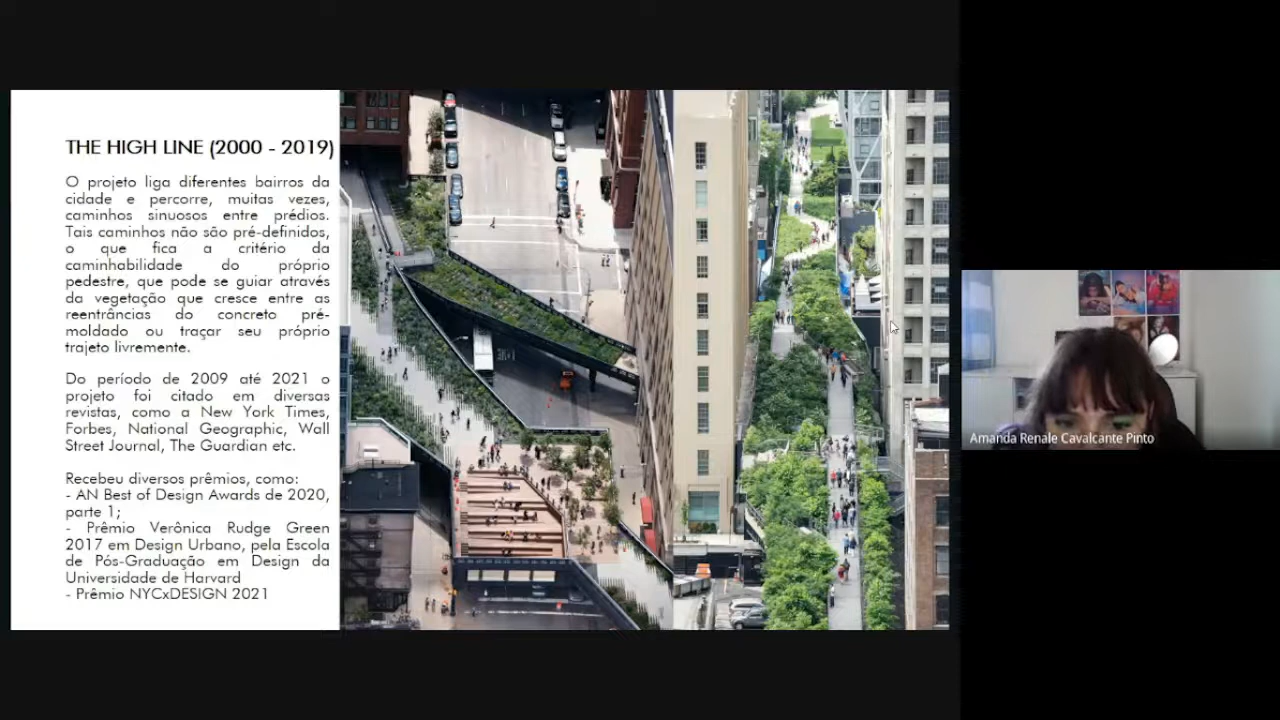 THE HIGH LINE (2000 - 2019)
O projeto liga diferentes bairros da
cidade e percorre, muitas vezes,
caminhos sinuosos entre prédios.
Tais caminhos não são pré-definidos,
o que fica a critério da
caminhabilidade do próprio
pedestre, que pode se guiar através
da vegetação que cresce entre as
reentrâncias do concreto pré-
moldado ou traçar seu próprio
trajeto livremente.
Do período de 2009 até 2021 o
projeto foi citado em diversas
revistas, como a New York Times,
Forbes, National Geographic, Wall
Street Journal, The Guardian etc.
Recebeu diversos prêmios, como:
- AN Best of Design Awards de 2020,
parte 1;
- Prêmio Verônica Rudge Green
2017 em Design Urbano, pela Escola
de Pós-Graduação em Design da
Universidade de Harvard
- Prêmio NYCxDESIGN 2021
Amanda Renale Cavalcante Pinto